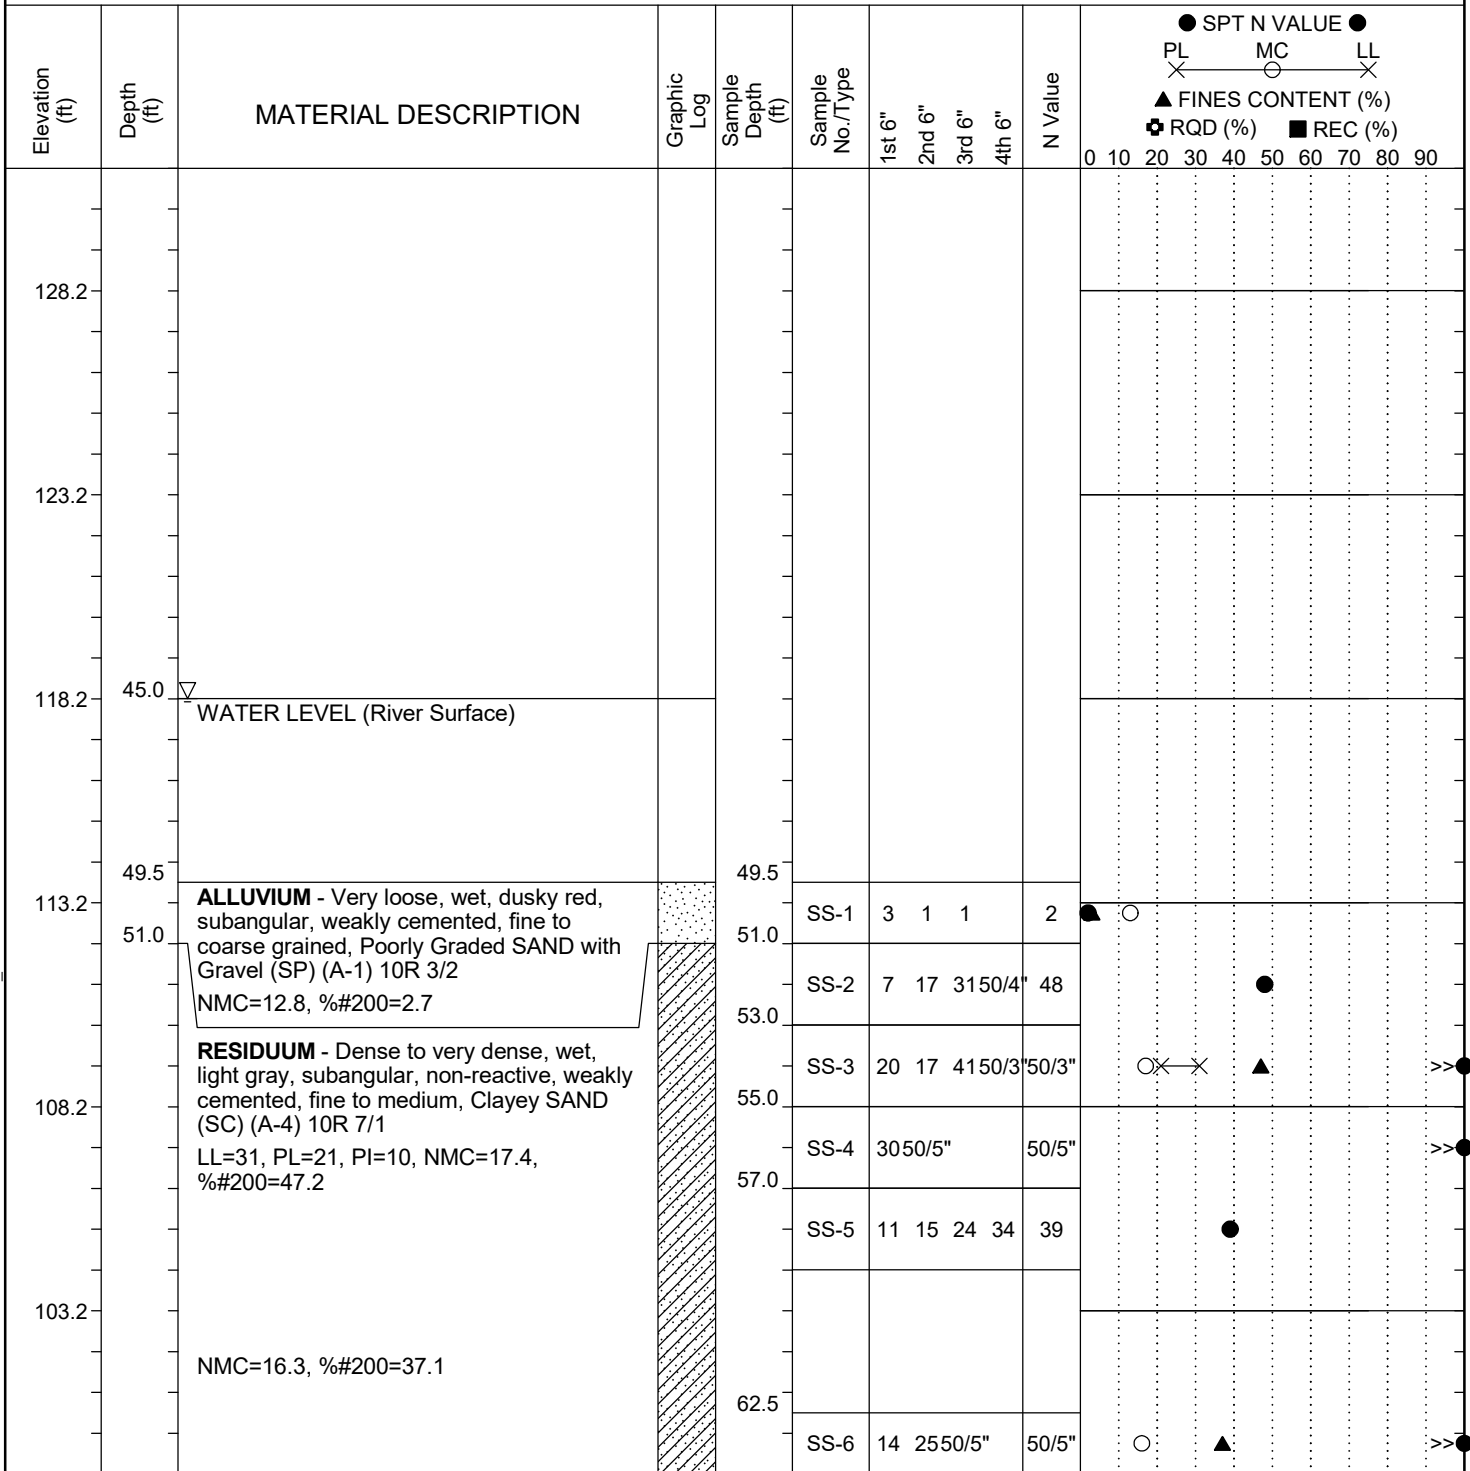 ● SPT N VALUE ●
PL MC LL
▲ FINES CONTENT (%)
RQD (%) ■ REC (%)
Elevation (ft)
Depth (ft)
MATERIAL DESCRIPTION
Graphic Log
Sample Depth (ft)
Sample No./Type
1st 6"
2nd 6"
3rd 6"
4th 6"
N Value
0 10 20 30 40 50 60 70 80 90
128.2
123.2
118.2
45.0
WATER LEVEL (River Surface)
49.5
49.5
113.2
ALLUVIUM - Very loose, wet, dusky red,
subangular, weakly cemented, fine to
coarse grained, Poorly Graded SAND with
Gravel (SP) (A-1) 10R 3/2
NMC=12.8, %#200=2.7
SS-1 3 1 1 2
51.0
51.0
SS-2 7 17 31 50/4" 48
53.0
RESIDUUM - Dense to very dense, wet,
light gray, subangular, non-reactive, weakly
cemented, fine to medium, Clayey SAND
(SC) (A-4) 10R 7/1
LL=31, PL=21, PI=10, NMC=17.4,
%#200=47.2
SS-3 20 17 41 50/3" 50/3" >>
108.2
55.0
SS-4 30 50/5" 50/5" >>
57.0
SS-5 11 15 24 34 39
103.2
NMC=16.3, %#200=37.1
62.5
SS-6 14 25 50/5" 50/5" >>